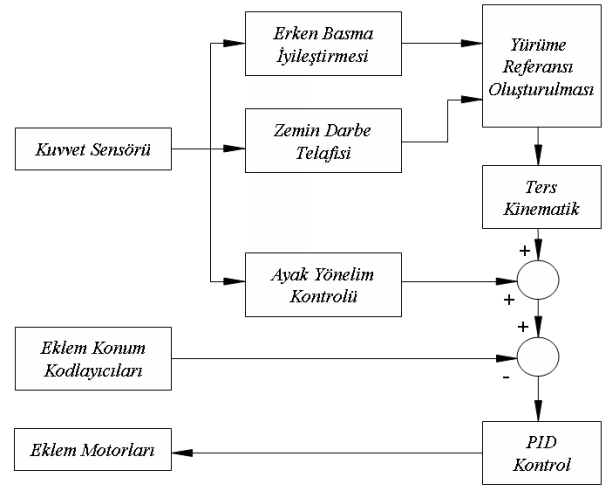 Erken Basma
İyileştirmesi
Yürüme
Referansı
Oluşturulması
Kuvvet Sensörü
Zemin Darbe
Telafisi
Ters
Kinematik
+
Ayak Yönelim
Kontrolü
+
+
Eklem Konum
Kodlayıcıları
-
Eklem Motorları
PID
Kontrol